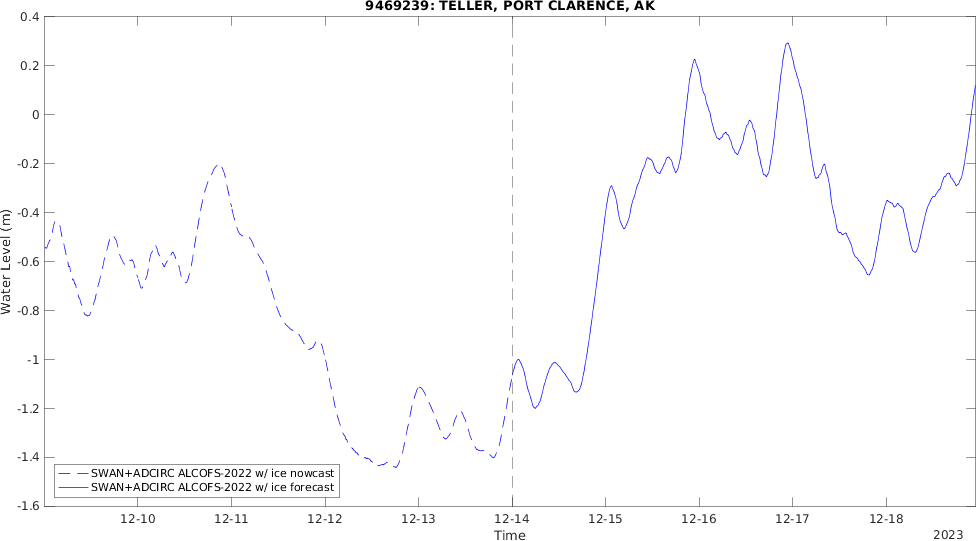 9469239: TELLER, PORT CLARENCE, AK
0.4
0.2
0
-0.2
-0.4
-0.6
-0.8
-1
-1.2
-1.4
-1.6
Water Level (m)
SWAN+ADCIRC ALCOFS-2022 w/ ice nowcast
SWAN+ADCIRC ALCOFS-2022 w/ ice forecast
12-10 12-11 12-12 12-13 12-14 12-15 12-16 12-17 12-18
Time
2023